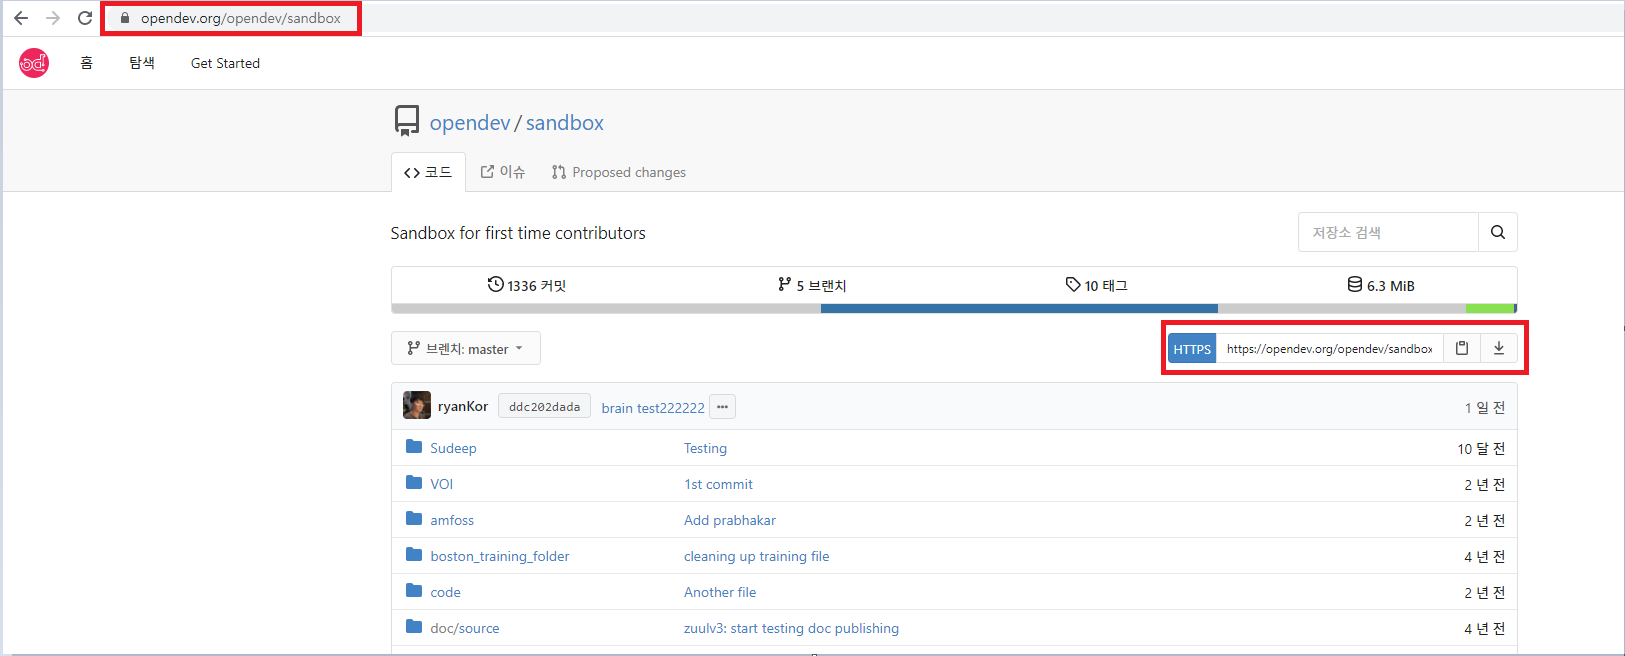 opendev.org/opendev/sandbox
홈 탐색 Get Started
opendev / sandbox
코드 이슈 Proposed changes
Sandbox for first time contributors
저장소 검색
1336 커밋 5 브랜치 10 태그 6.3 MiB
브렌치: master
HTTPS https://opendev.org/opendev/sandbox
ryanKor ddc202dada brain test222222 ... 1 일 전
Sudeep Testing 10 달 전
VOI 1st commit 2 년 전
amfoss Add prabhakar 2 년 전
boston_training_folder cleaning up training file 4 년 전
code Another file 2 년 전
doc/source zuulv3: start testing doc publishing 4 년 전